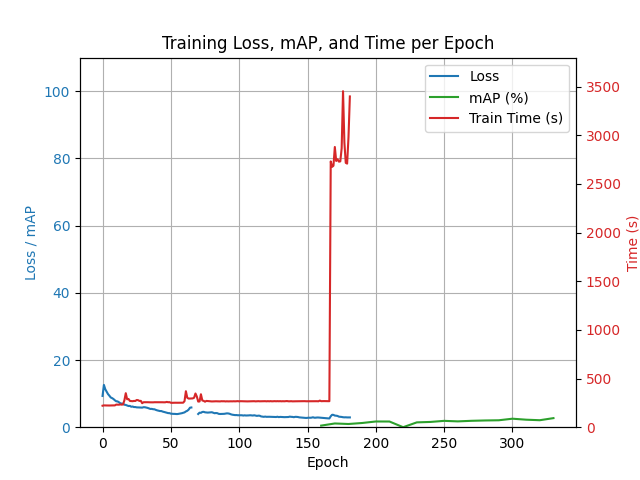 Training Loss, mAP, and Time per Epoch
Loss
mAP (%)
Train Time (s)
Loss / mAP
100
80
60
40
20
0
Time (s)
3500
3000
2500
2000
1500
1000
500
0
0 50 100 150 200 250 300
Epoch